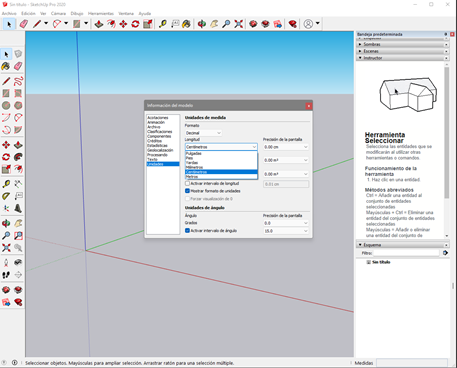 Sin título - SketchUp Pro 2020
Archivo Edición Ver Cámara Dibujo Herramientas Ventana Ayuda
Bandeja predeterminada
Sombras
Escenas
Instructor
Herramienta
Seleccionar
Selecciona las entidades que se
modificarán al utilizar otras
herramientas o comandos
Funcionamiento de la
herramienta
1. Haz clic en una entidad
Métodos abreviados
Ctrl = Añadir una entidad al
conjunto de entidades
seleccionadas
Mayúsculas + Ctrl = Eliminar una
entidad del conjunto de
entidades seleccionadas
Mayúsculas = Añadir o eliminar
una entidad del conjunto de
Esquema
Filtro:
Sin título
Información del modelo
Acotaciones
Animación
Archivo
Clasificaciones
Componentes
Créditos
Estadísticas
Geolocalización
Procesando
Texto
Unidades
Unidades de medida
Formato
Decimal
Longitud
Precisión de la pantalla
Centímetros
0.00 cm
Pulgadas
Pies
Yardas
Milímetros
Centímetros
Metros
0.00 m²
0.00 m³
Activar intervalo de longitud
0.01 cm
Mostrar formato de unidades
Forzar visualización de 0
Unidades de ángulo
Ángulo
Precisión de la pantalla
Grados
0.0
Activar intervalo de ángulo
15.0
Seleccionar objetos. Mayúsculas para ampliar selección. Arrastrar ratón para una selección múltiple.
Medidas